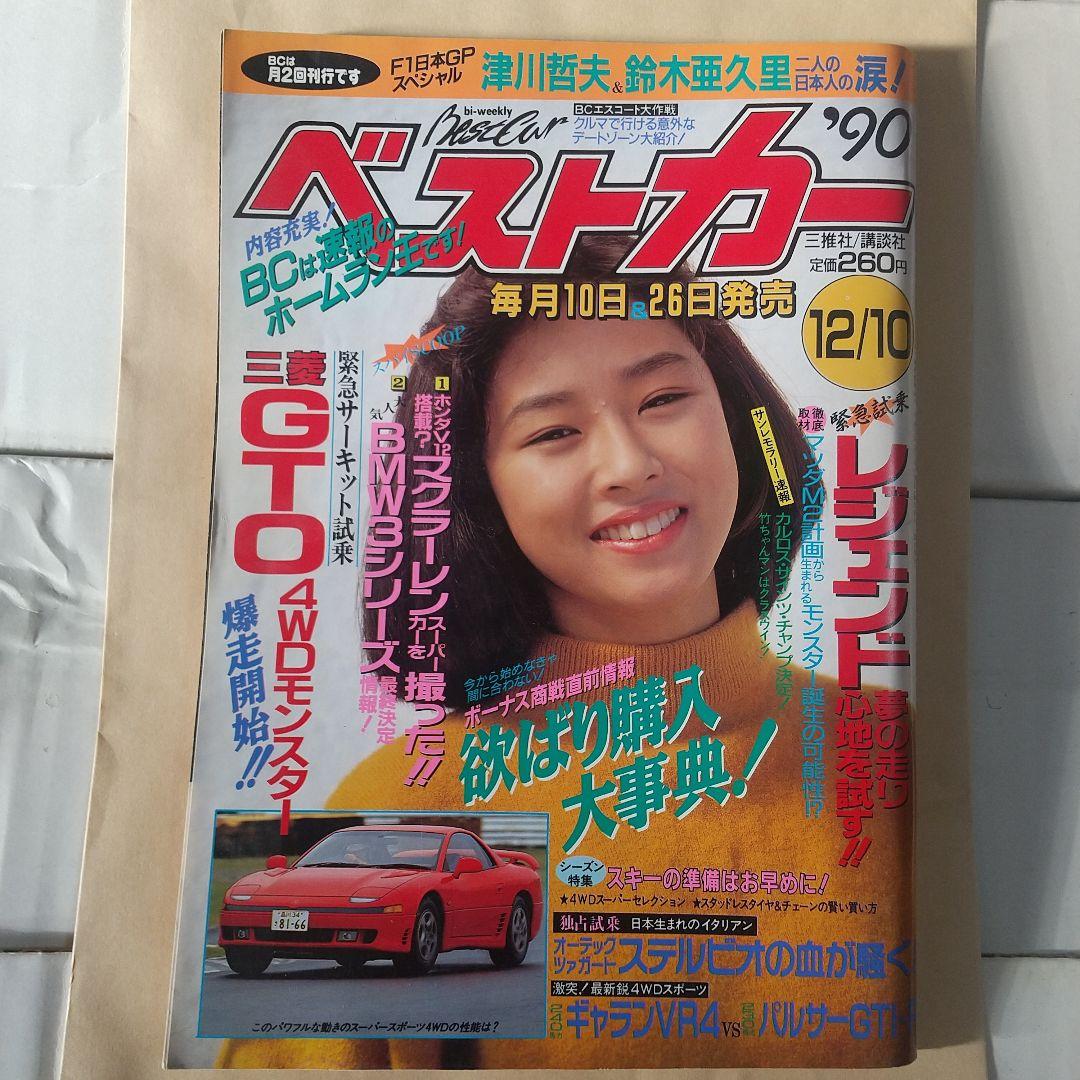 BCは
月2回刊行です
F1日本GP
スペシャル
津川哲夫&鈴木亜久里
二人の
日本人の涙!
bi-weekly
Best Car
BCエスコート大作戦
クルマで行ける意外な
デートゾーン大紹介!
'90
ベストカー
三推社/講談社
定価260円
内容充実!
BCは速報の
ホームラン王です!
毎月10日&26日発売
12/10
SCOOP
緊急サーキット試乗
三菱GTO 4WDモンスター
爆走開始!!
1 ホンダV12
搭載?マクラーレンスーパー
カーを撮った!!
2 大人気
BMW3シリーズ最終決定
情報!
サンレモラリー速報
カルロス・サインツ・チャンプ決定!
竹ちゃんマンはクラスウイン!
緊急試乗
レジェンド夢の走り
心地を試す!!
徹底
取材
マツダM2計画から
生まれるモンスター誕生の可能性!?
今から始めなきゃ
間に合わない!
ボーナス商戦直前情報
欲ばり購入
大事典!
シーズン
特集
スキーの準備はお早めに!
★4WDスーパーセレクション ★スタッドレスタイヤ&チェーンの賢い買い方
独占試乗 日本生まれのイタリアン
オーテック
ツァガート
ステルビオの血が騒ぐ
激突! 最新鋭4WDスポーツ
ギャランVR4 vs パルサーGTI-
品川34
81-66
このパワフルな動きのスーパースポーツ4WDの性能は?